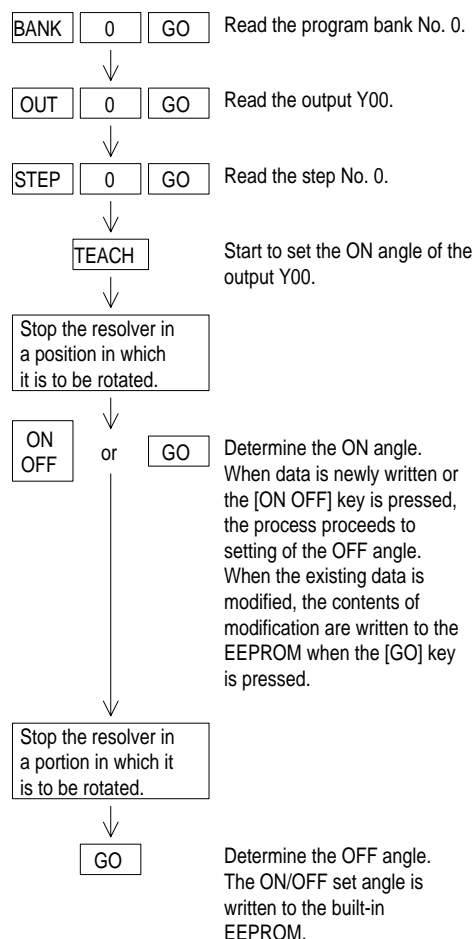 BANK 0 GO Read the program bank No. 0.
OUT 0 GO Read the output Y00.
STEP 0 GO Read the step No. 0.
TEACH Start to set the ON angle of the
output Y00.
Stop the resolver in
a position in which
it is to be rotated.
ON
OFF or GO Determine the ON angle.
When data is newly written or
the [ON OFF] key is pressed,
the process proceeds to
setting of the OFF angle.
When the existing data is
modified, the contents of
modification are written to the
EEPROM when the [GO] key
is pressed.
Stop the resolver in
a portion in which it
is to be rotated.
GO Determine the OFF angle.
The ON/OFF set angle is
written to the built-in
EEPROM.